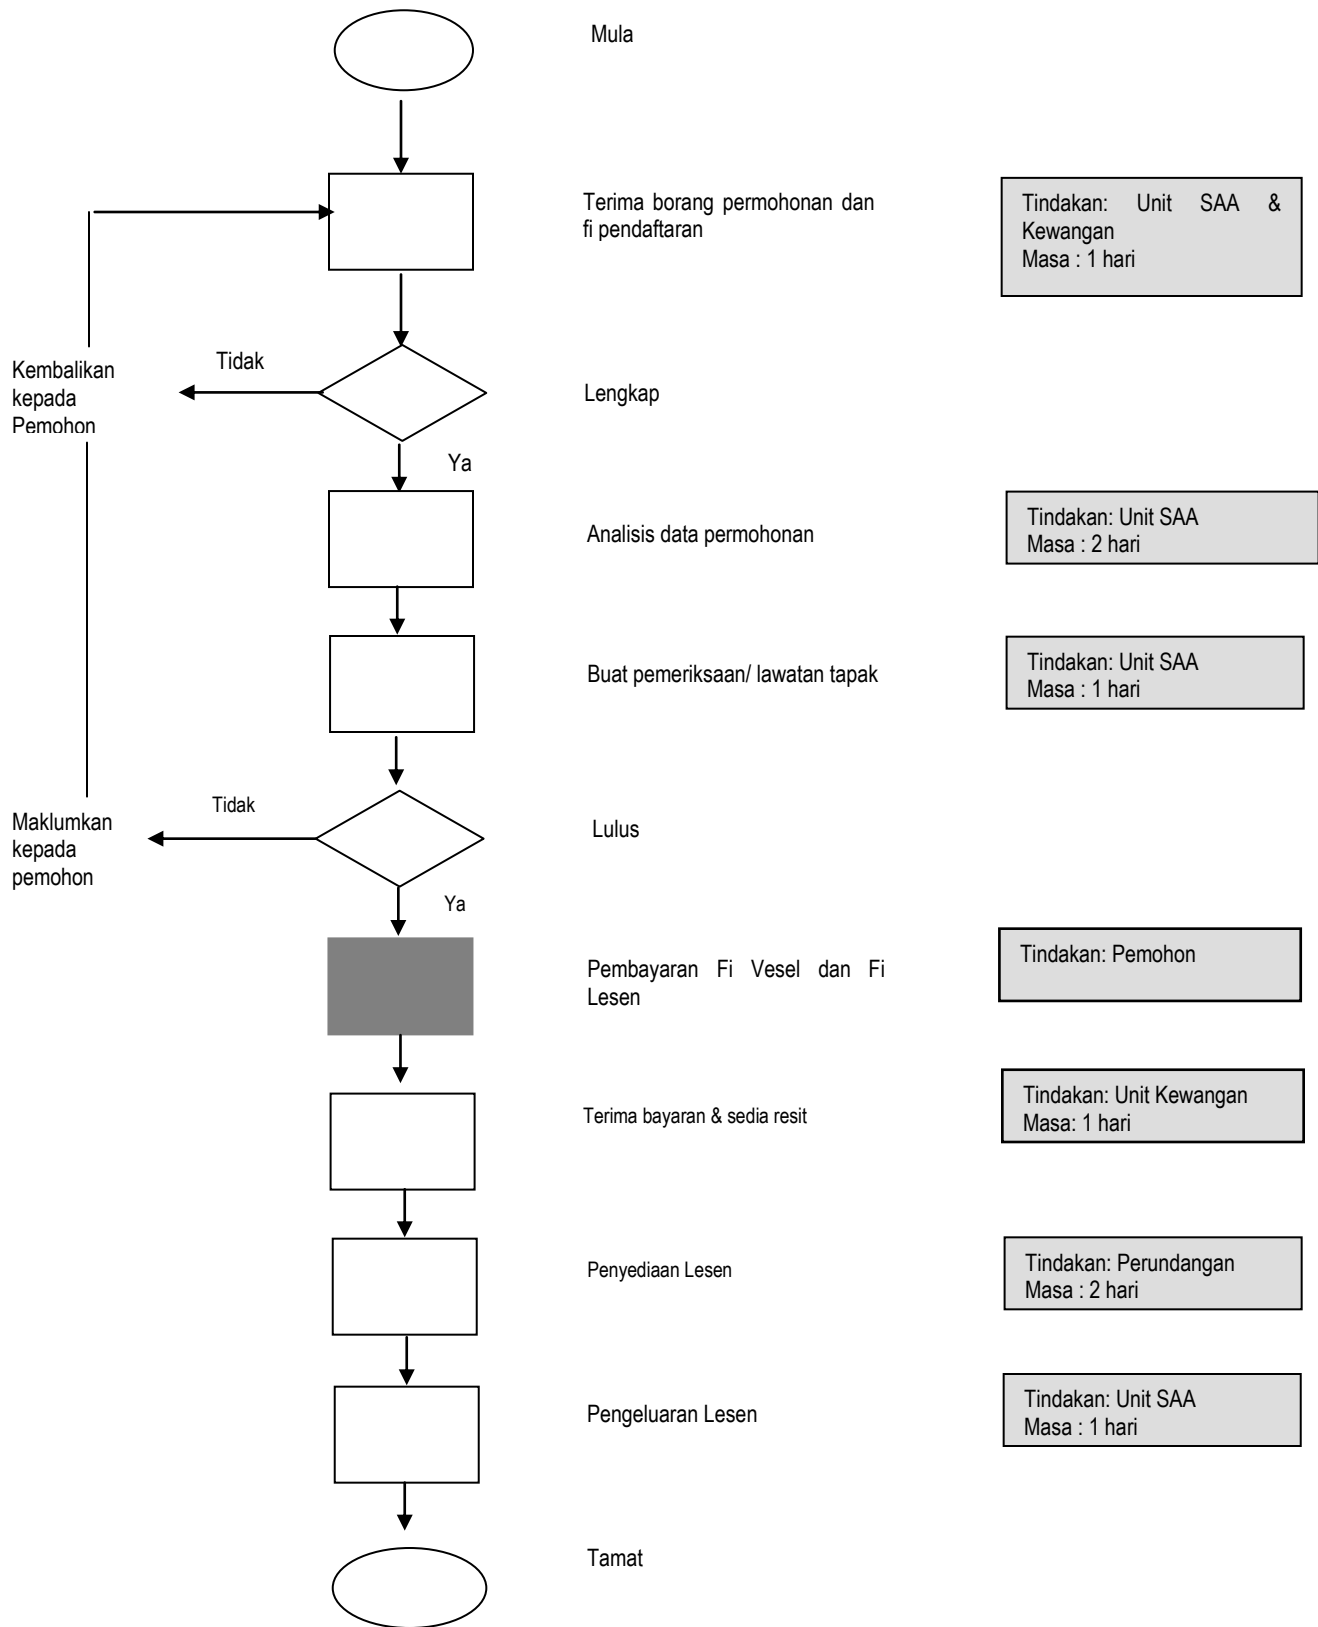 Mula
Terima borang permohonan dan
fi pendaftaran
Tindakan: Unit SAA &
Kewangan
Masa : 1 hari
Kembalikan
kepada
Pemohon
Tidak
Lengkap
Ya
Analisis data permohonan
Tindakan: Unit SAA
Masa : 2 hari
Buat pemeriksaan/ lawatan tapak
Tindakan: Unit SAA
Masa : 1 hari
Maklumkan
kepada
pemohon
Tidak
Lulus
Ya
Pembayaran Fi Vesel dan Fi
Lesen
Tindakan: Pemohon
Terima bayaran & sedia resit
Tindakan: Unit Kewangan
Masa: 1 hari
Penyediaan Lesen
Tindakan: Perundangan
Masa : 2 hari
Pengeluaran Lesen
Tindakan: Unit SAA
Masa : 1 hari
Tamat